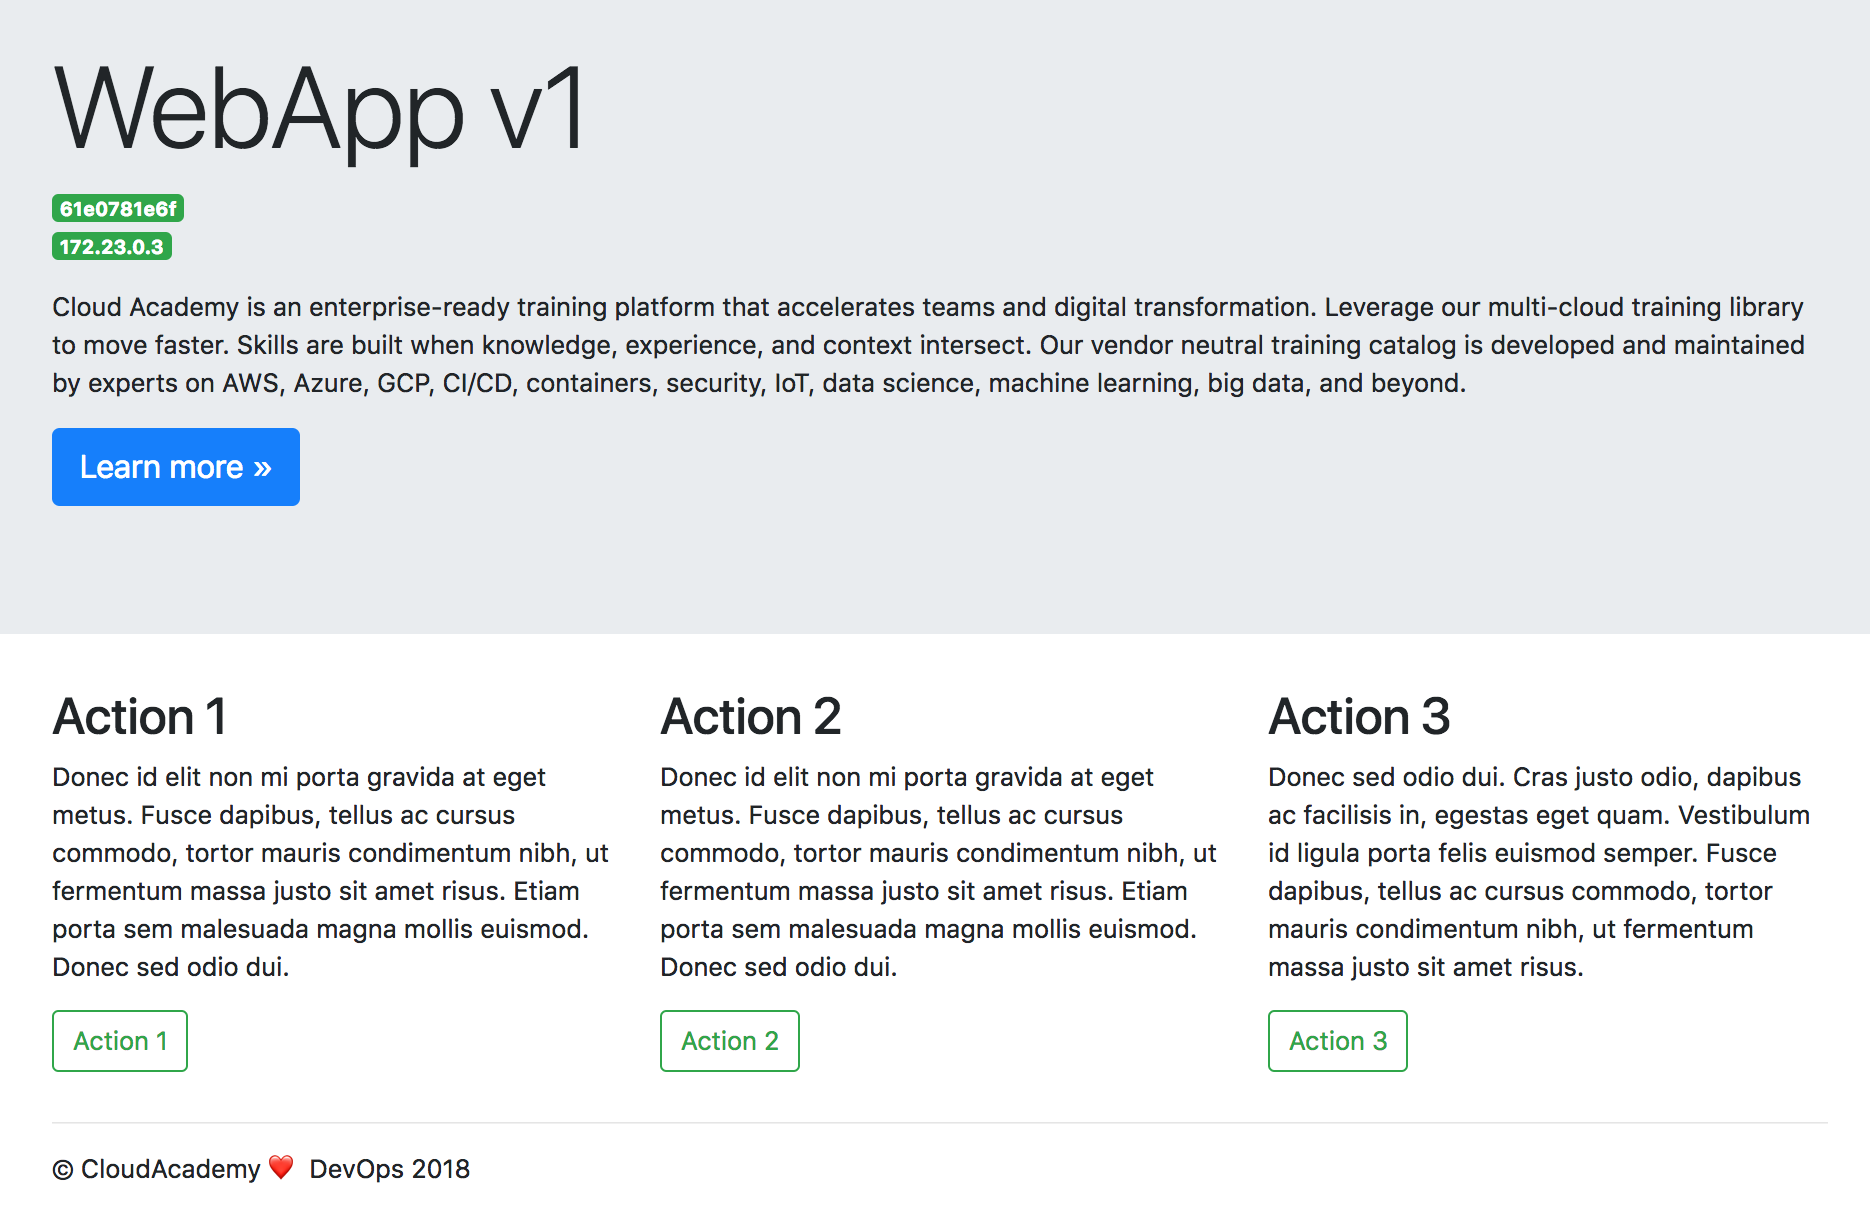 WebApp v1
61e0781e6f
172.23.0.3
Cloud Academy is an enterprise-ready training platform that accelerates teams and digital transformation. Leverage our multi-cloud training library
to move faster. Skills are built when knowledge, experience, and context intersect. Our vendor neutral training catalog is developed and maintained
by experts on AWS, Azure, GCP, CI/CD, containers, security, IoT, data science, machine learning, big data, and beyond.
Learn more »
Action 1
Donec id elit non mi porta gravida at eget
metus. Fusce dapibus, tellus ac cursus
commodo, tortor mauris condimentum nibh, ut
fermentum massa justo sit amet risus. Etiam
porta sem malesuada magna mollis euismod.
Donec sed odio dui.
Action 1
Action 2
Donec id elit non mi porta gravida at eget
metus. Fusce dapibus, tellus ac cursus
commodo, tortor mauris condimentum nibh, ut
fermentum massa justo sit amet risus. Etiam
porta sem malesuada magna mollis euismod.
Donec sed odio dui.
Action 2
Action 3
Donec sed odio dui. Cras justo odio, dapibus
ac facilisis in, egestas eget quam. Vestibulum
id ligula porta felis euismod semper. Fusce
dapibus, tellus ac cursus commodo, tortor
mauris condimentum nibh, ut fermentum
massa justo sit amet risus.
Action 3
© CloudAcademy ❤️ DevOps 2018